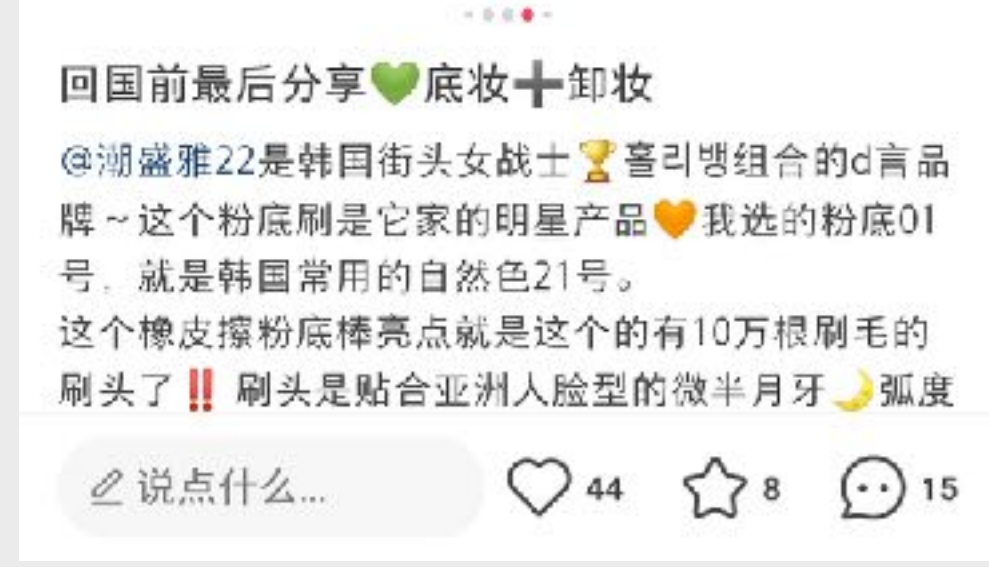 回国前最后分享💚底妆➕卸妆
@潮盛雅22是韩国街头女战士🏆홀리뱅组合的d言品
牌~这个粉底刷是它家的明星产品🧡我选的粉底01
号，就是韩国常用的自然色21号。
这个橡皮擦粉底棒亮点就是这个的有10万根刷毛的
刷头了‼️ 刷头是贴合亚洲人脸型的微半月牙🌙弧度
说点什么...
44
8
15